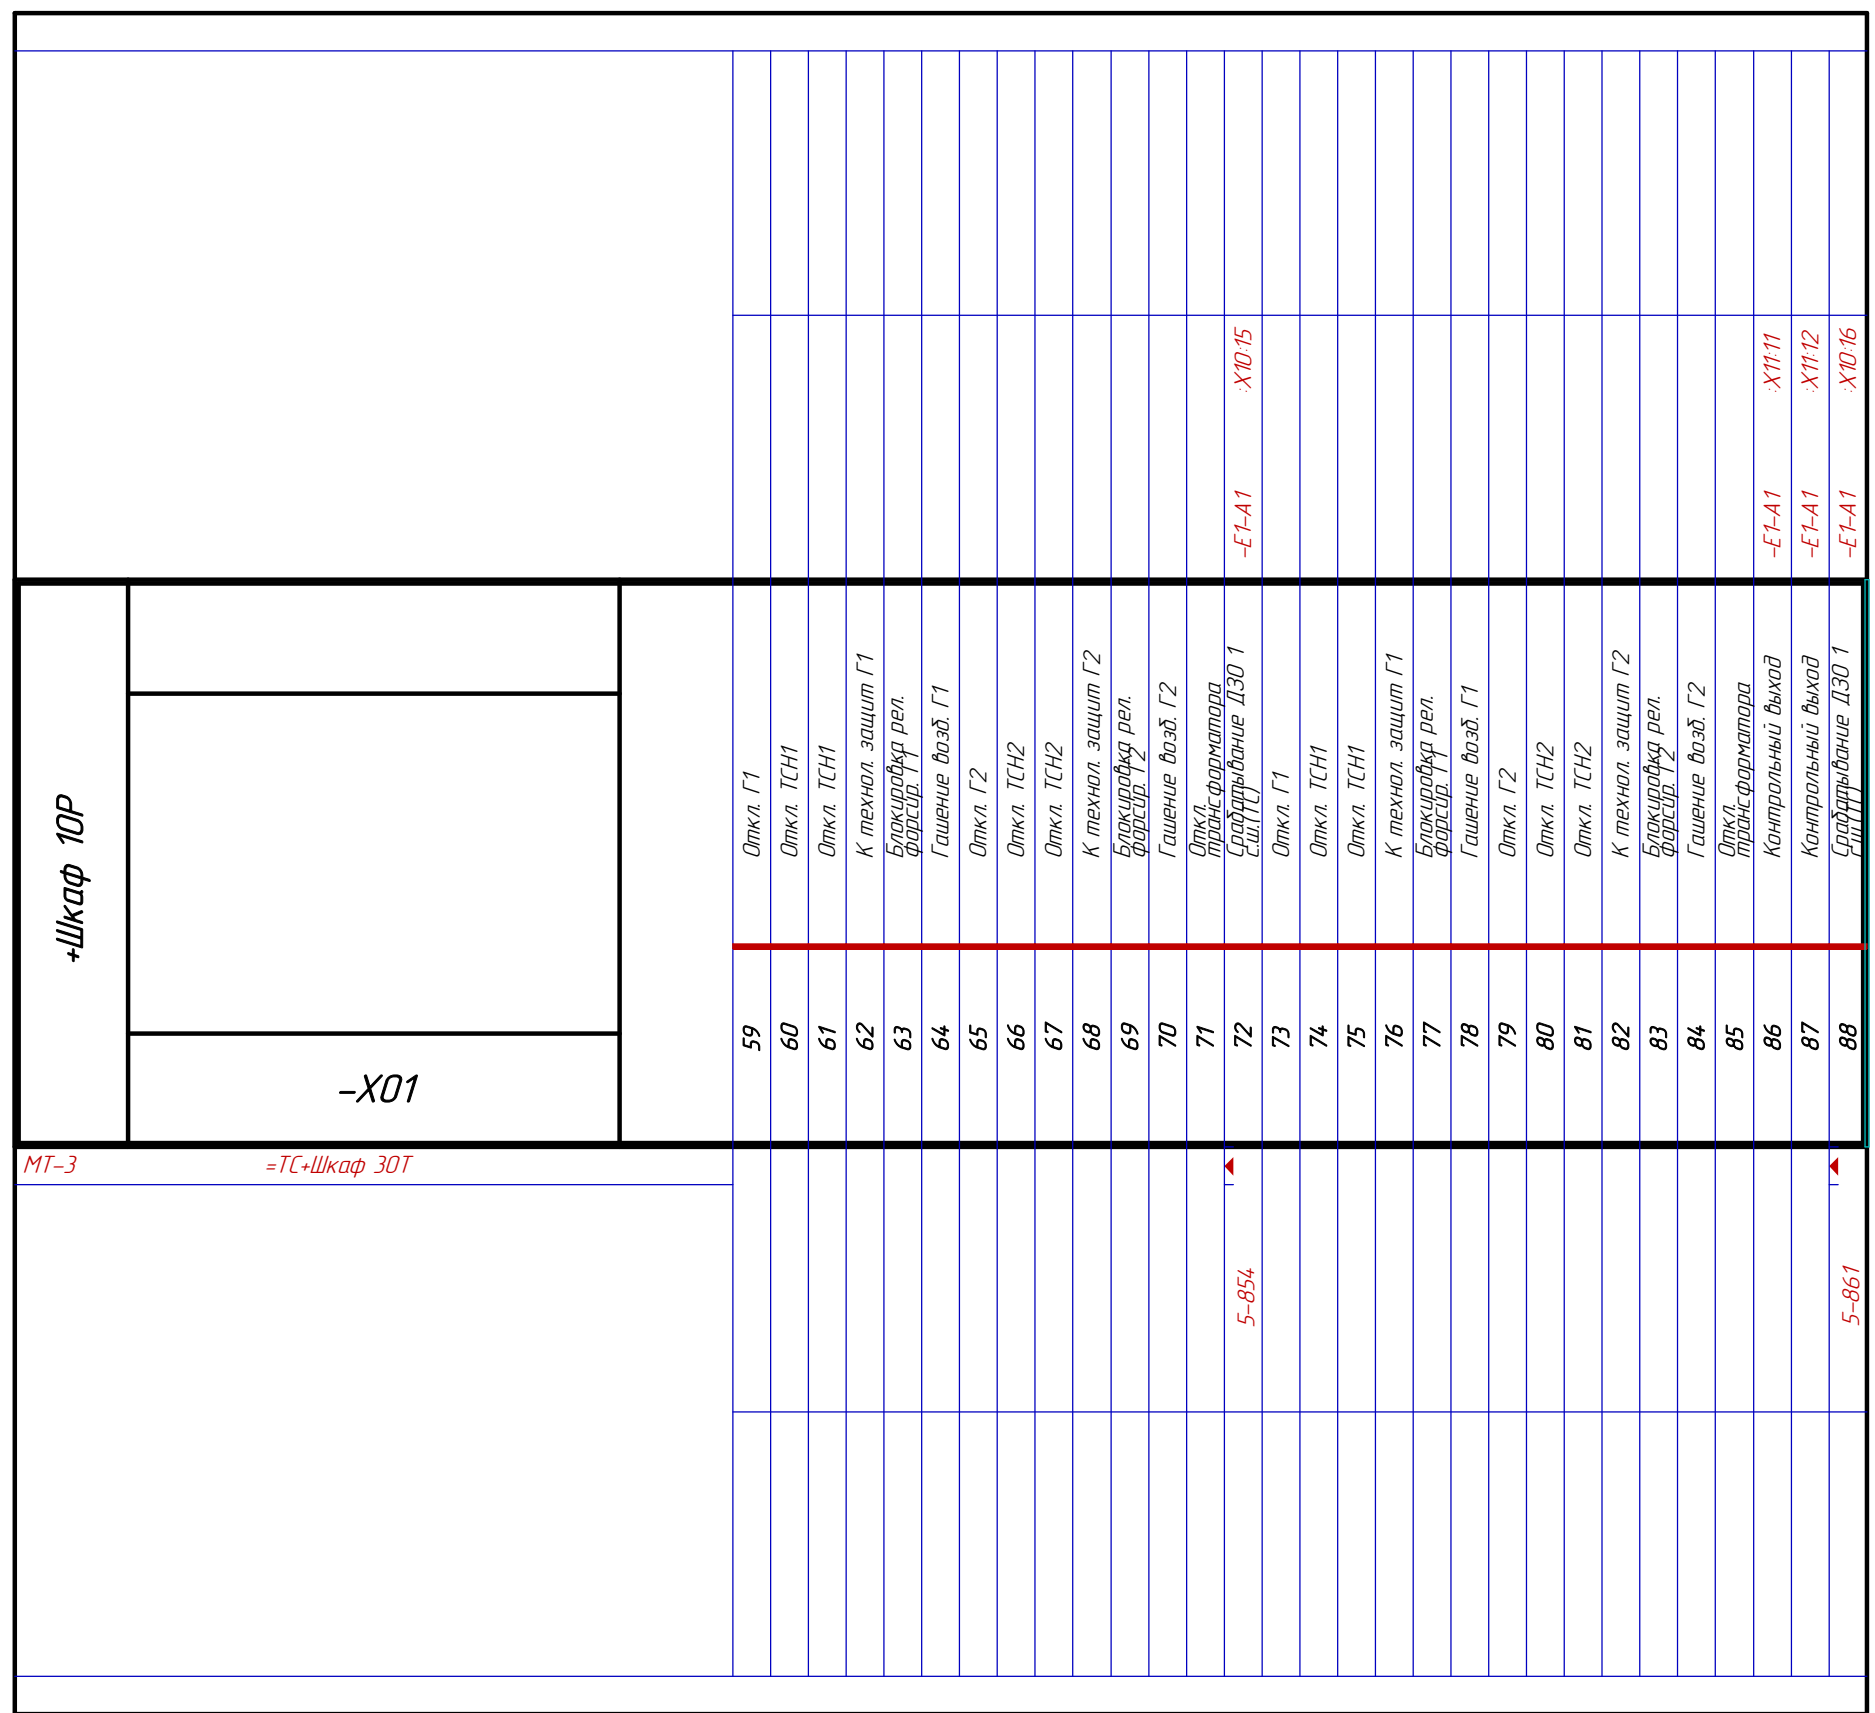 :X10:15
:X11:11
:X11:12
:X10:16
-E1-A1
-E1-A1
-E1-A1
-E1-A1
+Шкаф 10Р
-X01
Откл. Г1
Откл. ТСН1
Откл. ТСН1
К технол. защит Г1
Блокировка рел.
форсир. Г1
Гашение возб. Г1
Откл. Г2
Откл. ТСН2
Откл. ТСН2
К технол. защит Г2
Блокировка рел.
форсир. Г2
Гашение возб. Г2
Откл.
трансформатора
Срабатывание ДЗО 1
с.ш.(ТС)
Откл. Г1
Откл. ТСН1
Откл. ТСН1
К технол. защит Г1
Блокировка рел.
форсир. Г1
Гашение возб. Г1
Откл. Г2
Откл. ТСН2
Откл. ТСН2
К технол. защит Г2
Блокировка рел.
форсир. Г2
Гашение возб. Г2
Откл.
трансформатора
Контрольный выход
Контрольный выход
Срабатывание ДЗО 1
с.ш.(ТС)
59
60
61
62
63
64
65
66
67
68
69
70
71
72
73
74
75
76
77
78
79
80
81
82
83
84
85
86
87
88
МТ-3 =ТС+Шкаф 30Т
5-854
5-861